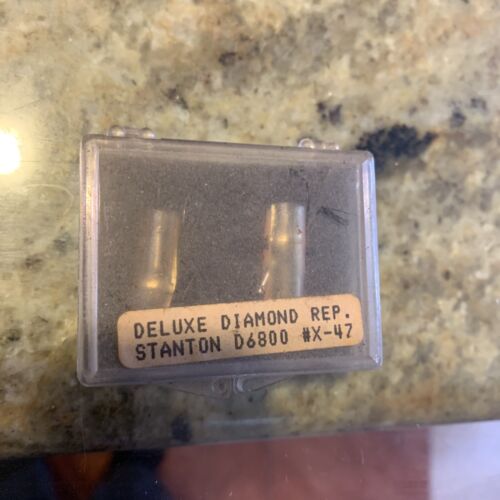 DELUXE DIAMOND REP.
STANTON D6800 #X-47